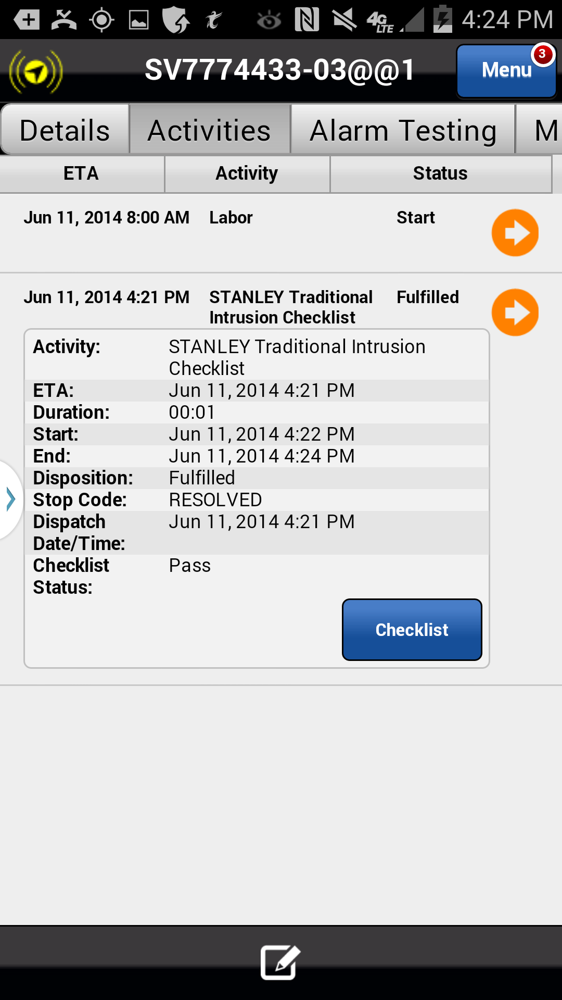 4G LTE 4:24 PM
SV7774433-03@@1 Menu 3
Details Activities Alarm Testing M
ETA Activity Status
Jun 11, 2014 8:00 AM Labor Start
Jun 11, 2014 4:21 PM STANLEY Traditional Fulfilled
Intrusion Checklist
Activity: STANLEY Traditional Intrusion
Checklist
ETA: Jun 11, 2014 4:21 PM
Duration: 00:01
Start: Jun 11, 2014 4:22 PM
End: Jun 11, 2014 4:24 PM
Disposition: Fulfilled
Stop Code: RESOLVED
Dispatch Jun 11, 2014 4:21 PM
Date/Time:
Checklist Pass
Status:
Checklist